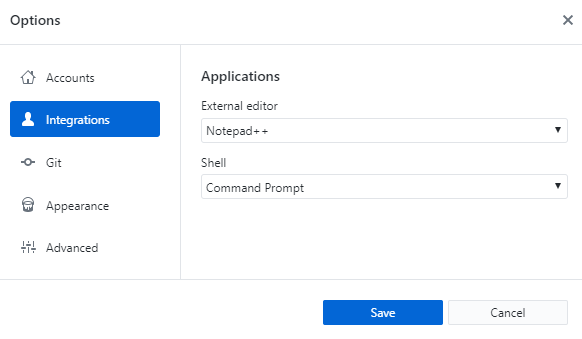 Options
Accounts
Integrations
Git
Appearance
Advanced
Applications
External editor
Notepad++
Shell
Command Prompt
Save
Cancel